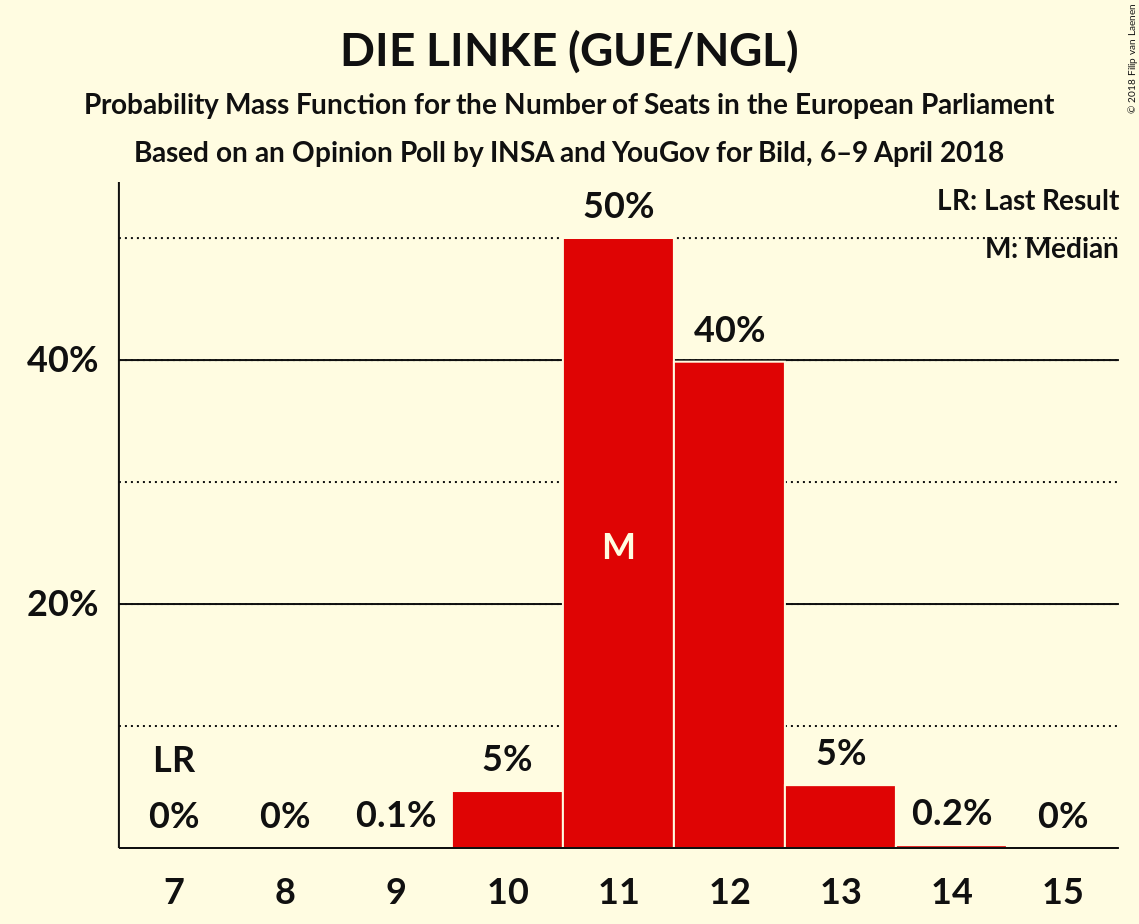 DIE LINKE (GUE/NGL)
Probability Mass Function for the Number of Seats in the European Parliament
Based on an Opinion Poll by INSA and YouGov for Bild, 6–9 April 2018
© 2018 Filip van Laenen
LR: Last Result
M: Median
50%
40%
40%
20%
M
LR
0%
0%
0.1%
5%
5%
0.2%
0%
7 8 9 10 11 12 13 14 15